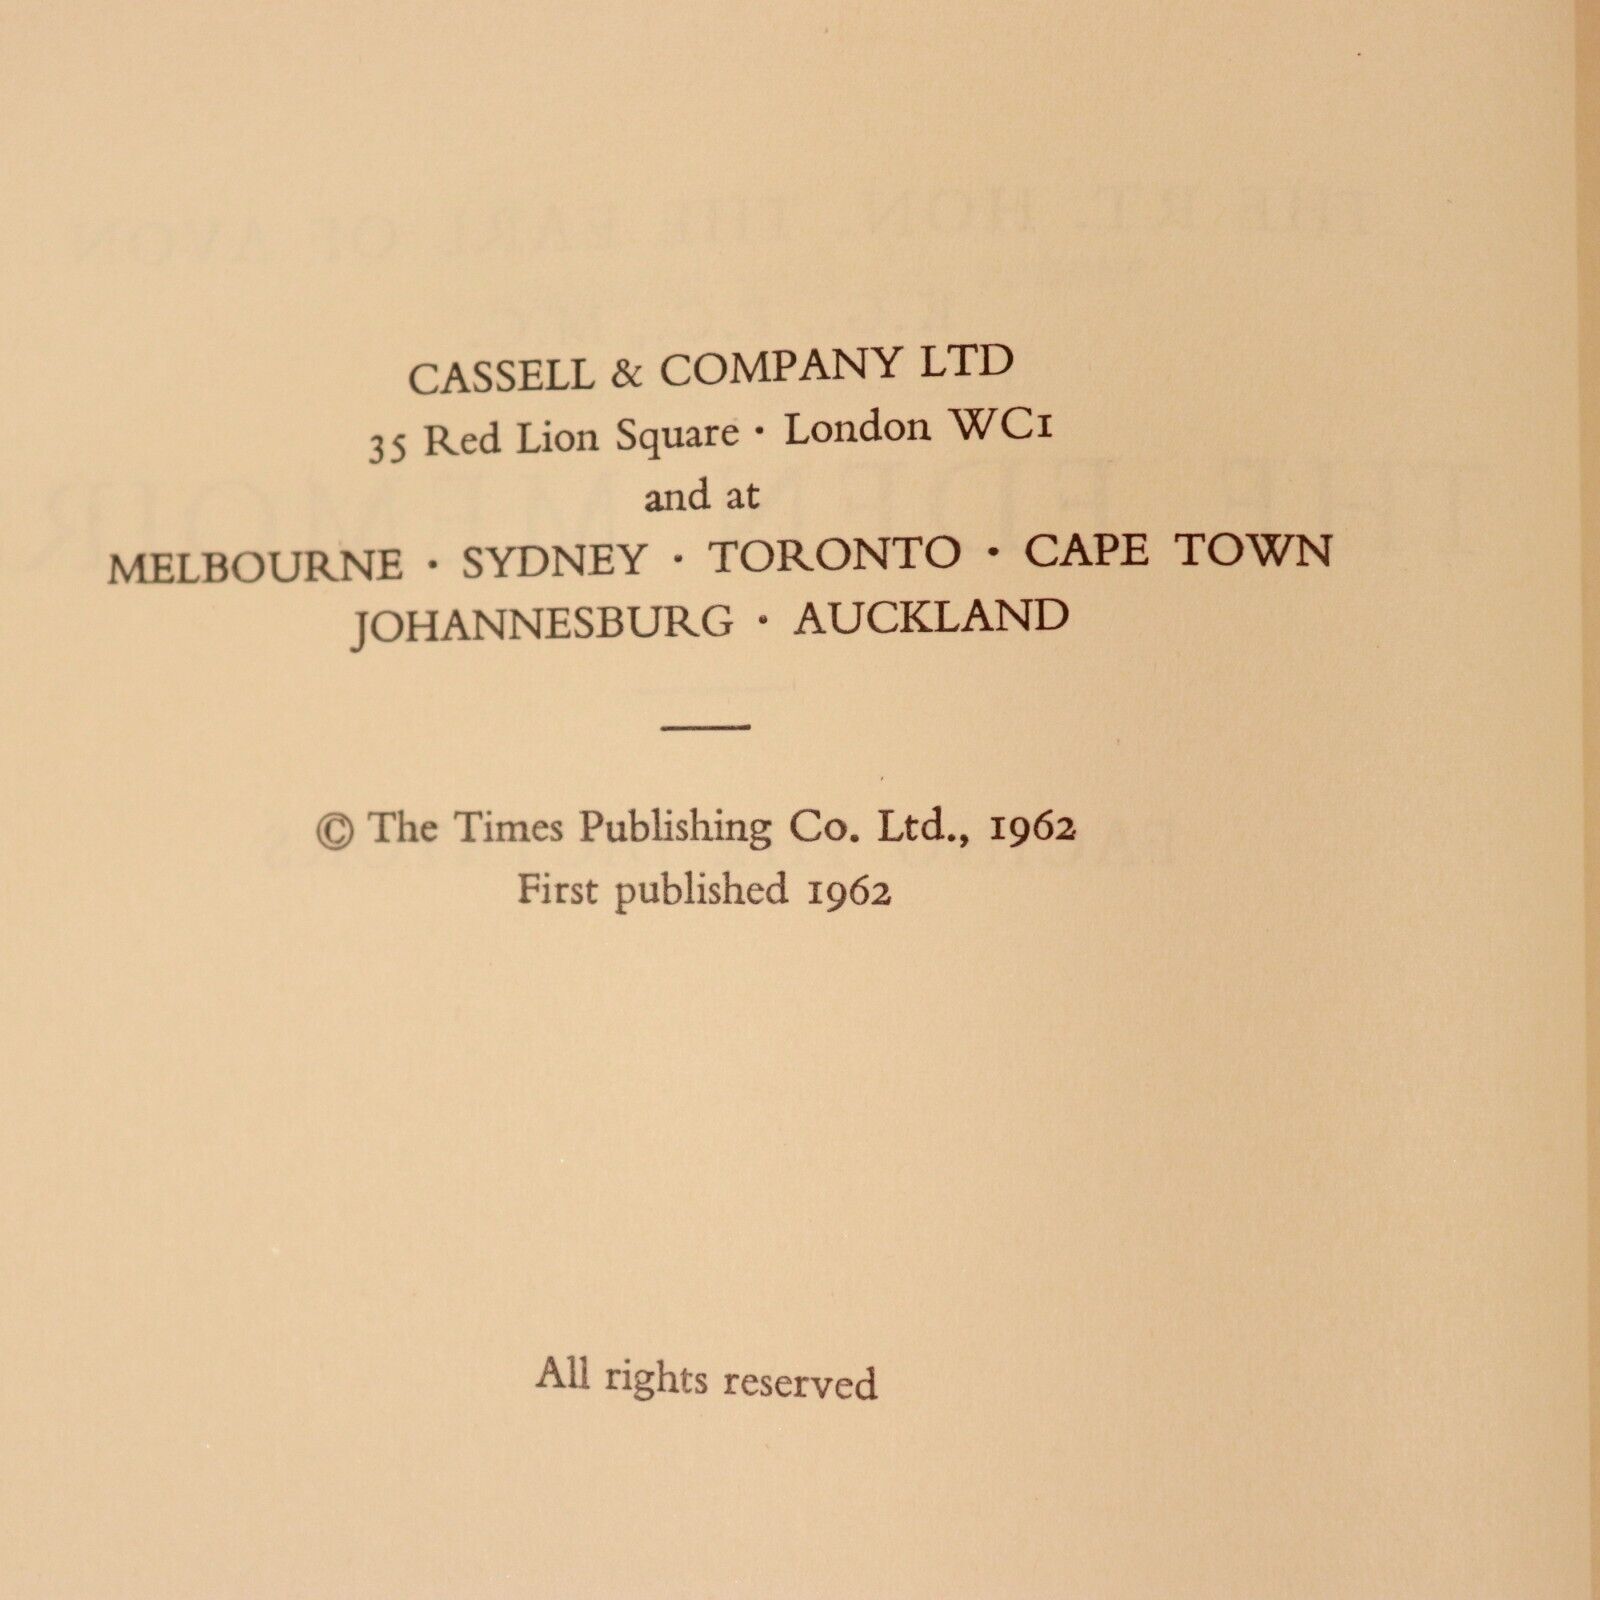 CASSELL & COMPANY LTD
35 Red Lion Square · London WC1
and at
MELBOURNE · SYDNEY · TORONTO · CAPE TOWN
JOHANNESBURG · AUCKLAND
© The Times Publishing Co. Ltd., 1962
First published 1962
All rights reserved